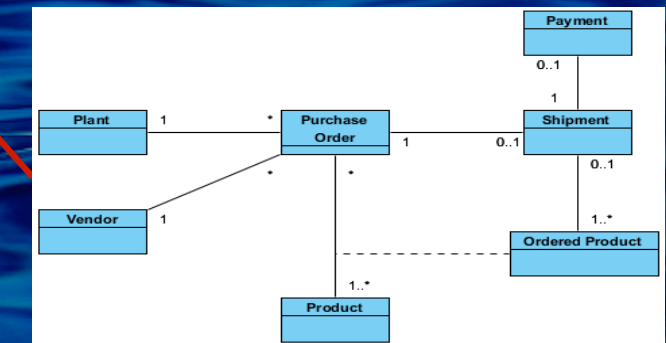 Payment
0..1
1
Plant
1
*
Purchase
Order
1
0..1
Shipment
*
*
0..1
Vendor
1
1..*
Ordered Product
1..*
Product